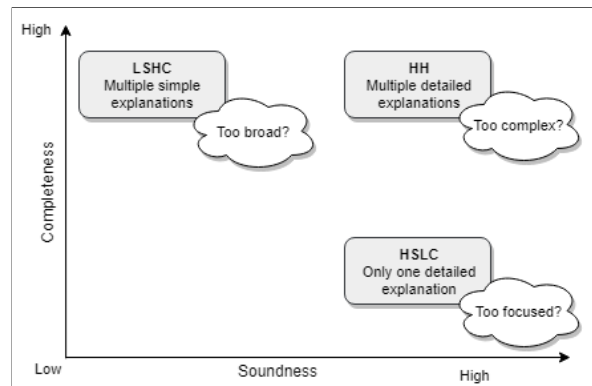 High
LSHC
Multiple simple
explanations
Too broad?
HH
Multiple detailed
explanations
Too complex?
Completeness
HSLC
Only one detailed
explanation
Too focused?
Low
Soundness
High